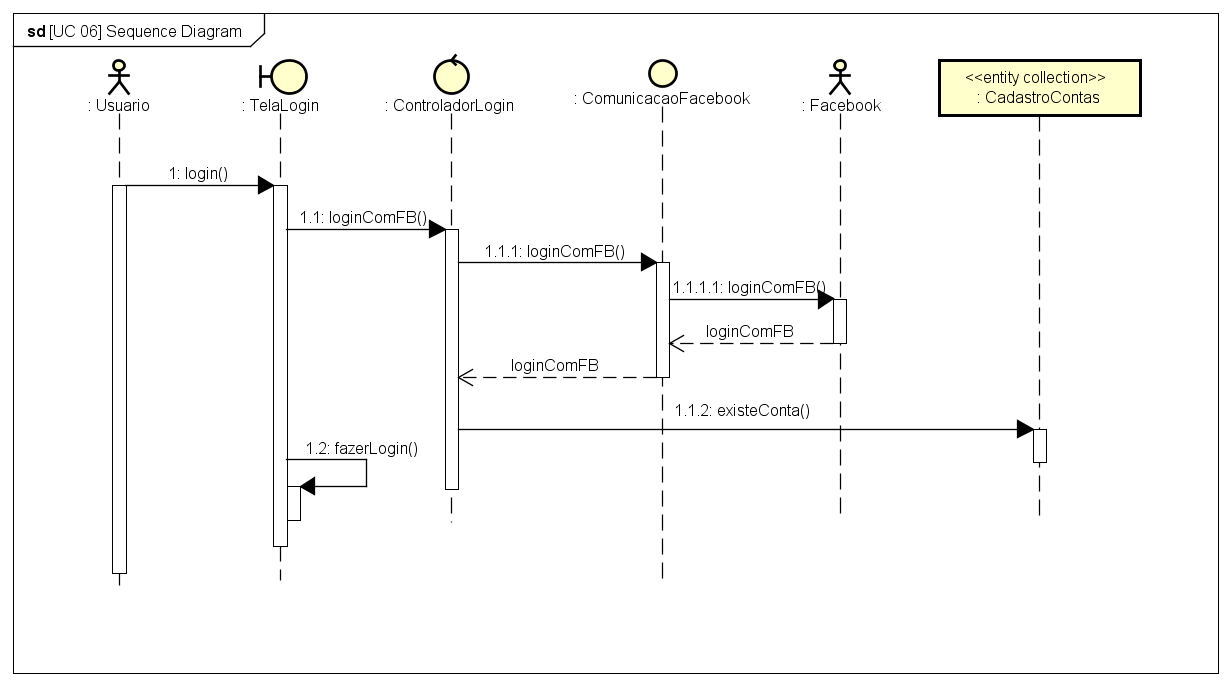 sd [UC 06] Sequence Diagram
: Usuario
: TelaLogin
: ControladorLogin
: ComunicacaoFacebook
: Facebook
<<entity collection>>
: CadastroContas
1: login()
1.1: loginComFB()
1.1.1: loginComFB()
1.1.1.1: loginComFB()
loginComFB
loginComFB
1.1.2: existeConta()
1.2: fazerLogin()